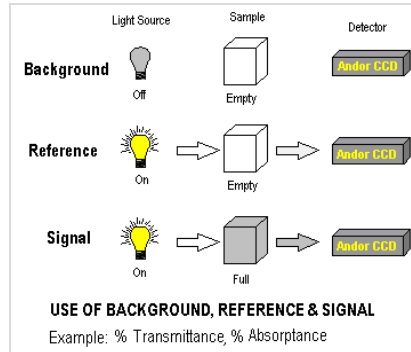 Light Source Sample Detector
Background Andor CCD
Off Empty
Reference Andor CCD
On Empty
Signal Andor CCD
On Full
USE OF BACKGROUND, REFERENCE & SIGNAL
Example: % Transmittance, % Absorptance